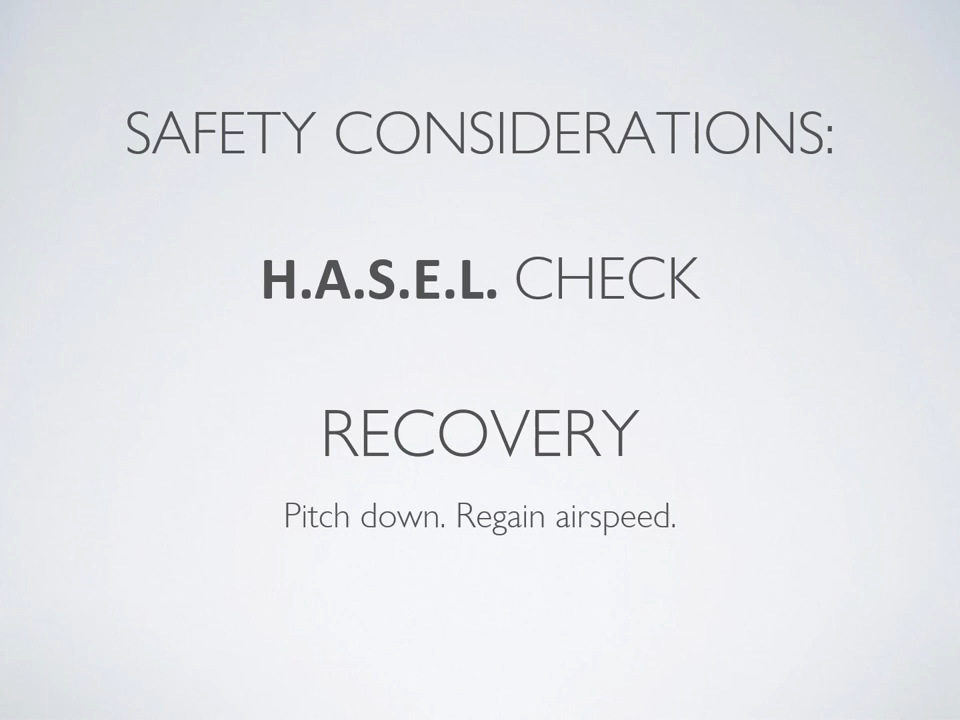 SAFETY CONSIDERATIONS:
H.A.S.E.L. CHECK
RECOVERY
Pitch down. Regain airspeed.